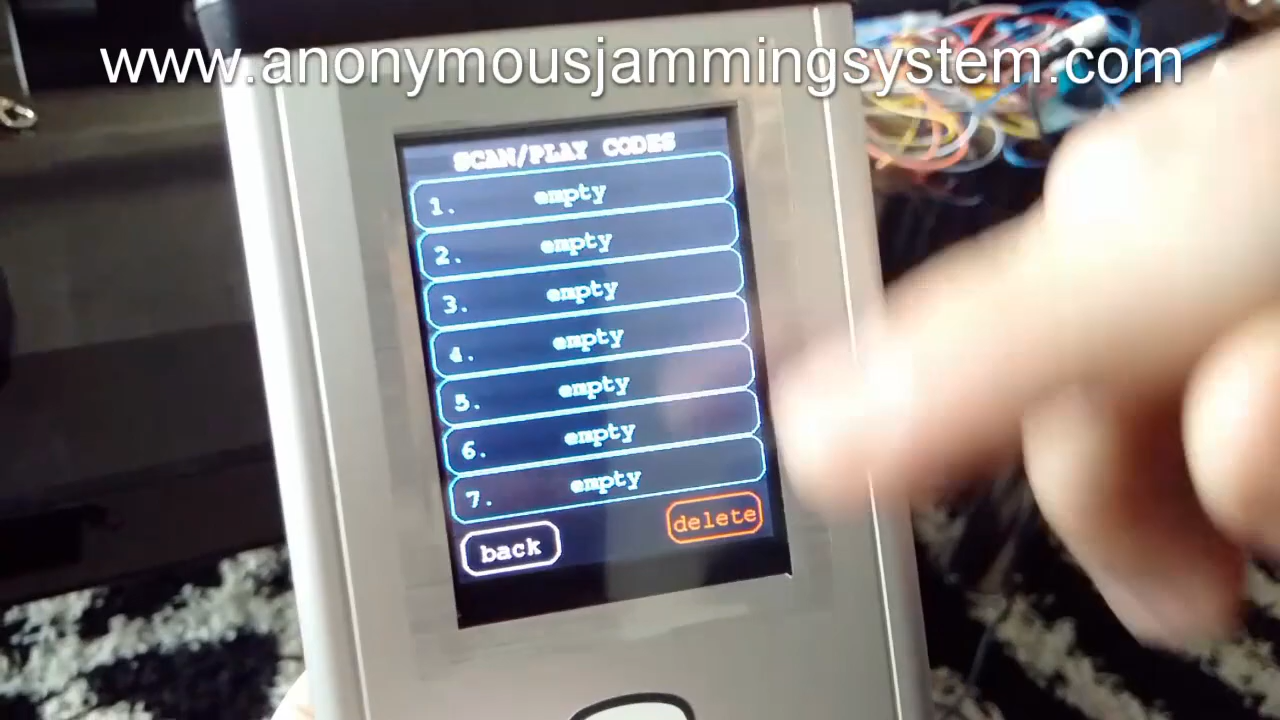 www.anonymousjammingsystem.com
SCAN/PLAY CODES
1. empty
2. empty
3. empty
4. empty
5. empty
6. empty
7. empty
back delete